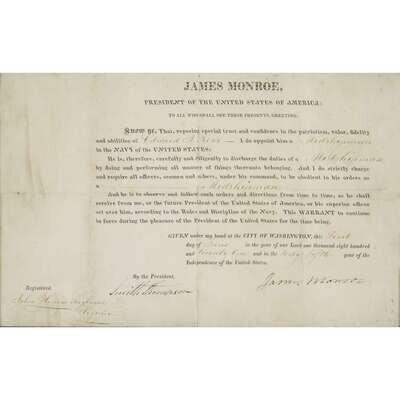 JAMES MONROE,
PRESIDENT OF THE UNITED STATES OF AMERICA:
TO ALL WHO SHALL SEE THESE PRESENTS, GREETING:
KNOW YE, That, reposing special trust and confidence in the patriotism, valor, fidelity
and abilities of Edward I do appoint him a Midshipman
in the NAVY of the UNITED STATES:
He is, therefore, carefully and diligently to discharge the duties of a Midshipman
by doing and performing all manner of things thereunto belonging. And I do strictly charge
and require all officers, seamen and others, under his command, to be obedient to his orders as
a Midshipman
And he is to observe and follow such orders and directions from time to time, as he shall
receive from me, or the future President of the United States of America, or his superior officer
set over him, according to the Rules and Discipline of the Navy. This WARRANT to continue
in force during the pleasure of the President of the United States for the time being.
GIVEN under my hand at the CITY OF WASHINGTON, this First
day of in the year of our Lord one thousand eight hundred
and Twenty and in the year of the
Independence of the United States.
By the President,
James Monroe
Smith Thompson
Registered
John